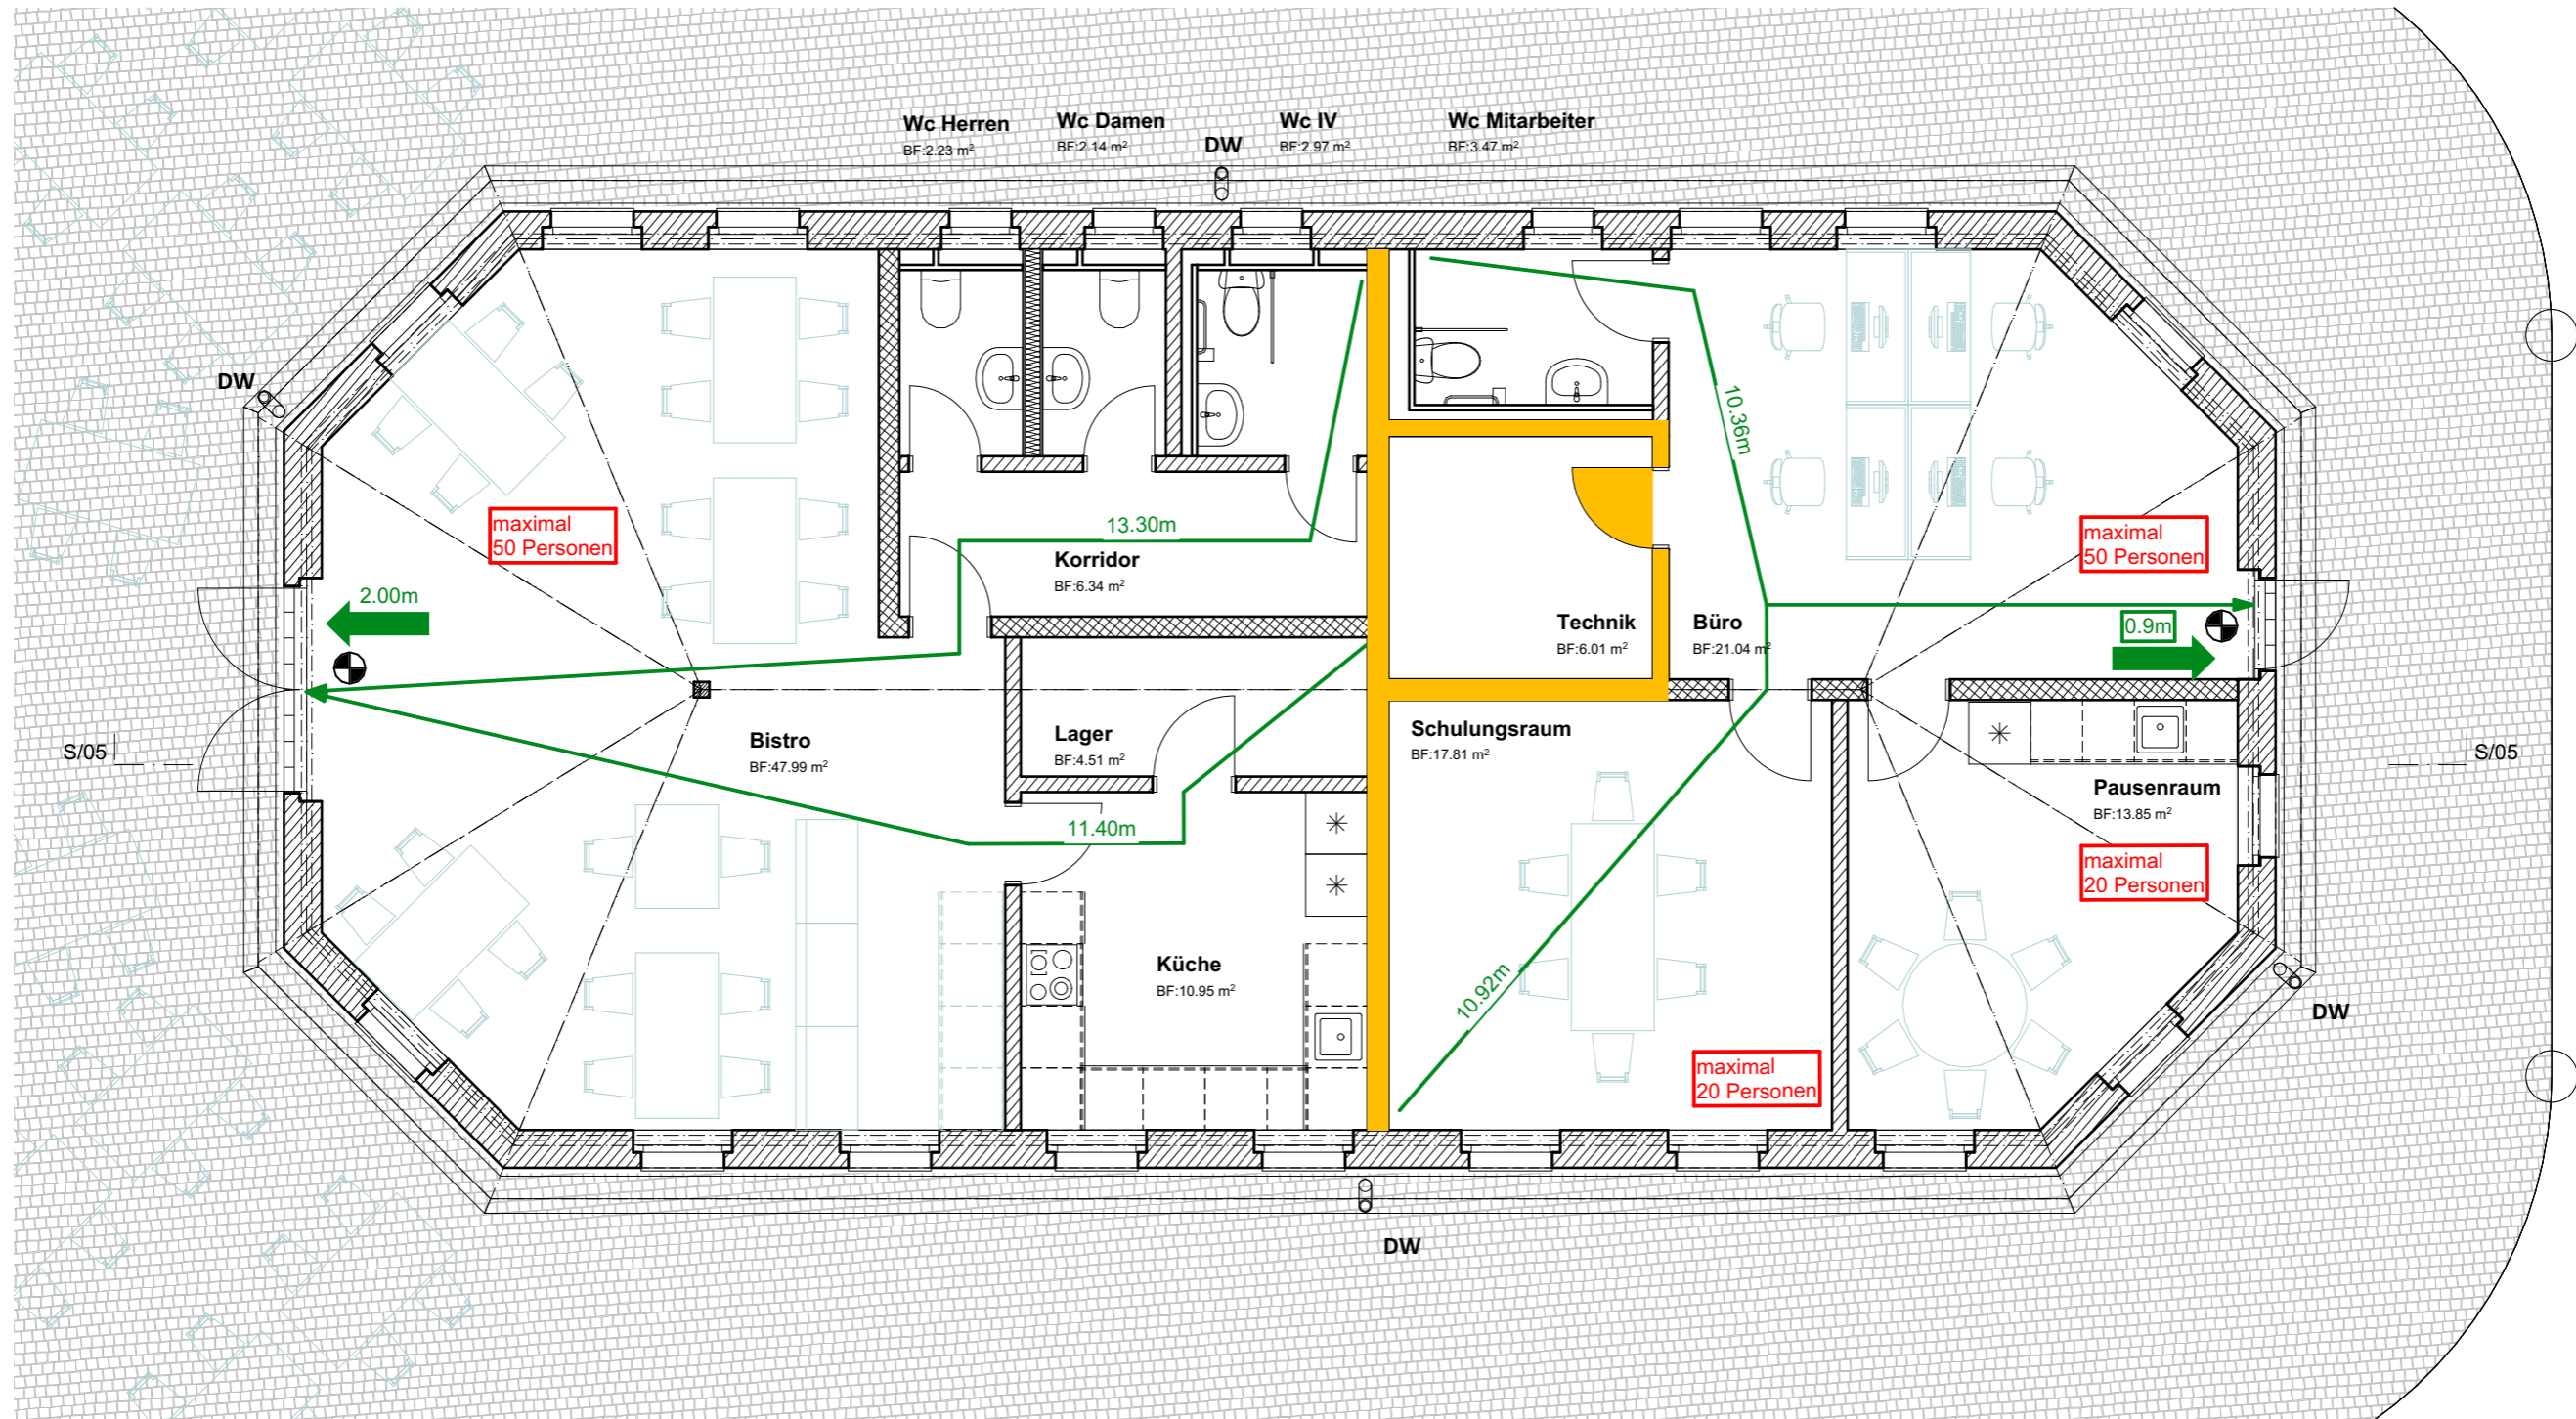 Wc Herren
BF:2.23 m²
Wc Damen
BF:2.14 m²
DW
Wc IV
BF:2.97 m²
Wc Mitarbeiter
BF:3.47 m²
DW
10.36m
maximal
50 Personen
13.30m
Korridor
BF:6.34 m²
maximal
50 Personen
2.00m
Technik
BF:6.01 m²
Büro
BF:21.04 m²
0.9m
S/05
Bistro
BF:47.99 m²
Lager
BF:4.51 m²
Schulungsraum
BF:17.81 m²
S/05
Pausenraum
BF:13.85 m²
11.40m
maximal
20 Personen
Küche
BF:10.95 m²
10.92m
DW
maximal
20 Personen
DW